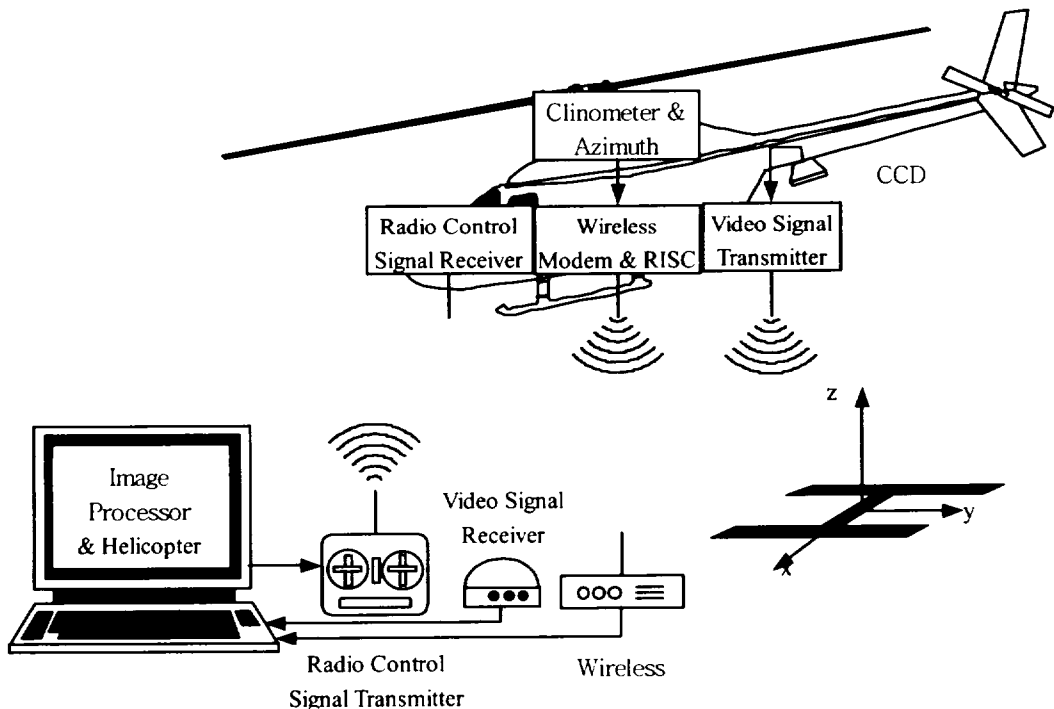 Clinometer &
Azimuth
CCD
Radio Control
Signal Receiver
Wireless
Modem & RISC
Video Signal
Transmitter
z
y
x
Image
Processor
& Helicopter
Video Signal
Receiver
Radio Control
Signal Transmitter
Wireless